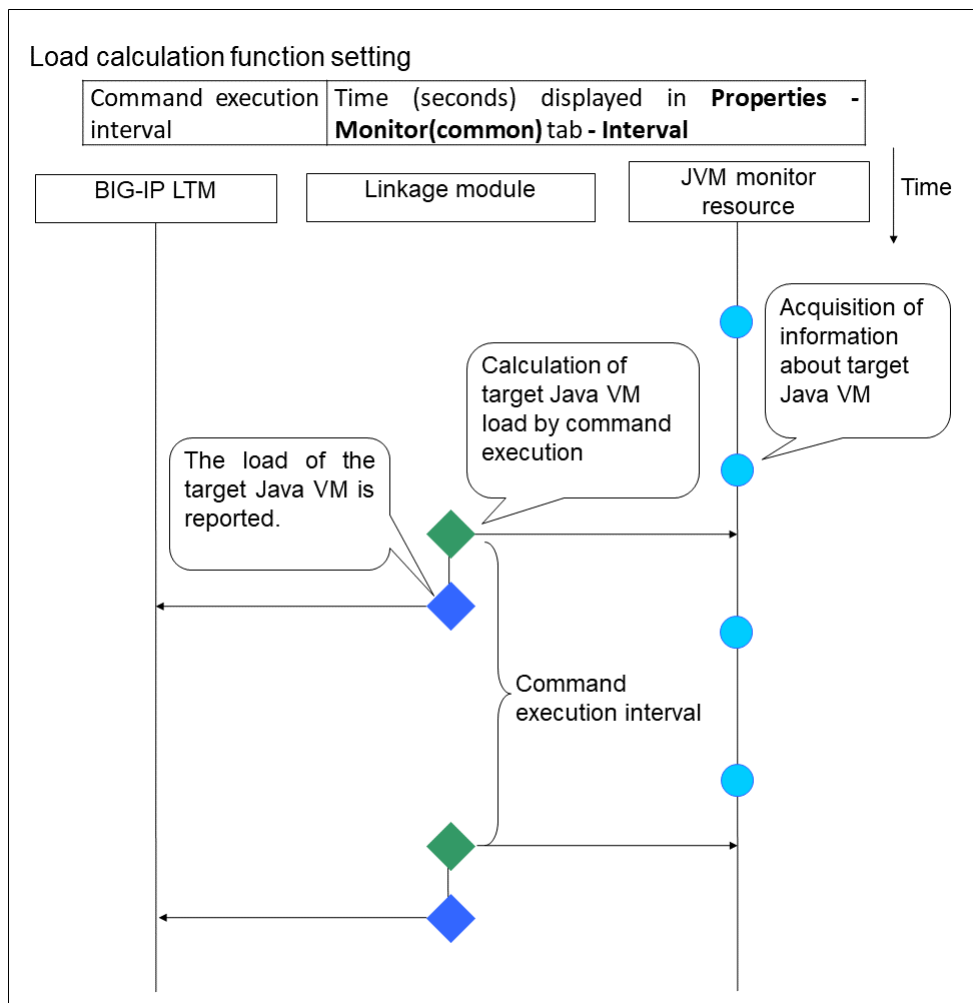 Load calculation function setting
Command execution
interval
Time (seconds) displayed in Properties -
Monitor(common) tab - Interval
BIG-IP LTM
Linkage module
JVM monitor
resource
Time
Acquisition of
information
about target
Java VM
Calculation of
target Java VM
load by command
execution
The load of the
target Java VM is
reported.
Command
execution interval